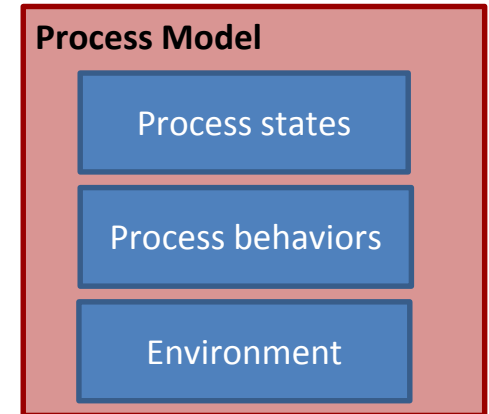 Process Model
Process states
Process behaviors
Environment